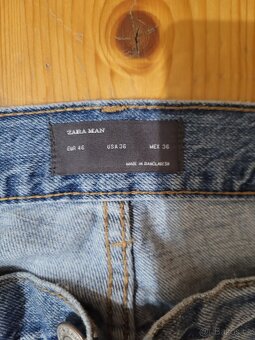 ZARA MAN
EUR 46 USA 36 MEX 36
MADE IN BANGLADESH